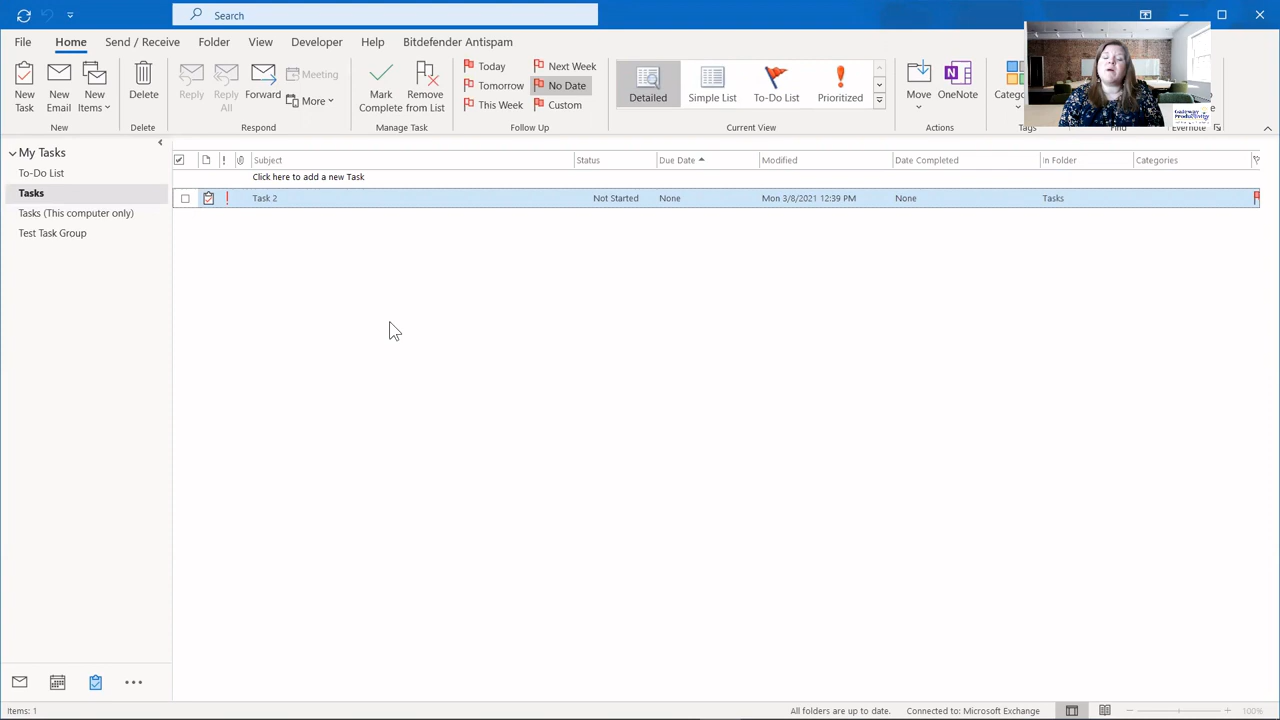 Search
File Home Send / Receive Folder View Developer Help Bitdefender Antispam
New Task
New Email
New Items
Delete
Reply
Reply All
Forward
Meeting
More
Mark Complete
Remove from List
Today
Tomorrow
This Week
Next Week
No Date
Custom
Detailed
Simple List
To-Do List
Prioritized
Move
OneNote
New Delete Respond Manage Task Follow Up Current View Actions Tags Find Evernote
Gateway
Productivity
My Tasks
To-Do List
Tasks
Tasks (This computer only)
Test Task Group
Subject Status Due Date Modified Date Completed In Folder Categories
Click here to add a new Task
Task 2 Not Started None Mon 3/8/2021 12:39 PM None Tasks
Items: 1 All folders are up to date. Connected to: Microsoft Exchange 100%